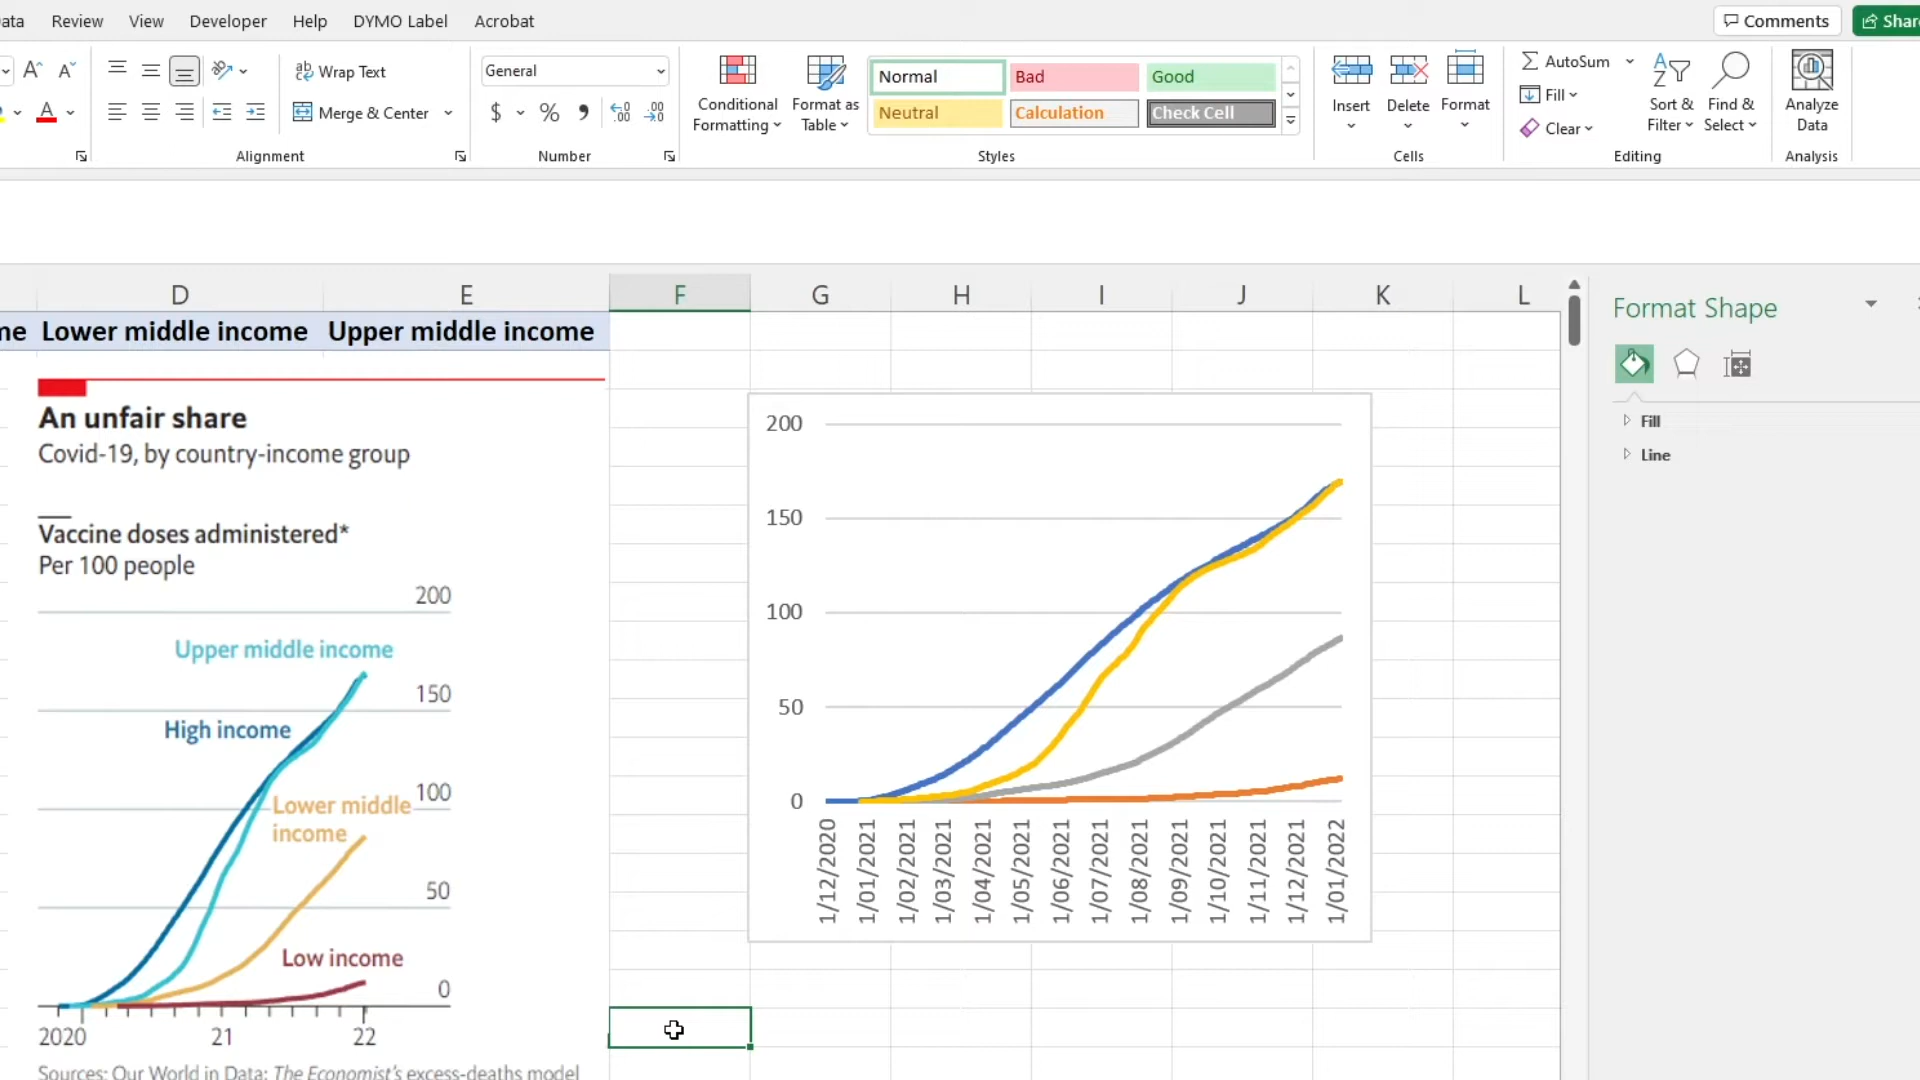 ata Review View Developer Help DYMO Label Acrobat Comments Shar
A^ A˅ ab Wrap Text General Conditional Format as Normal Bad Good Insert Delete Format AutoSum Sort & Find & Analyze
A Merge & Center $ % 9 Formatting Table Neutral Calculation Check Cell Fill Filter Select Data
Clear
Alignment Number Styles Cells Editing Analysis
D E F G H I J K L
me Lower middle income Upper middle income
Format Shape
Fill
Line
An unfair share
Covid-19, by country-income group
Vaccine doses administered*
Per 100 people
200
Upper middle income
150
High income
100
Lower middle
income
50
Low income
0
2020 21 22
Sources: Our World in Data; The Economist's excess-deaths model
200
150
100
50
0
1/12/2020
1/01/2021
1/02/2021
1/03/2021
1/04/2021
1/05/2021
1/06/2021
1/07/2021
1/08/2021
1/09/2021
1/10/2021
1/11/2021
1/12/2021
1/01/2022